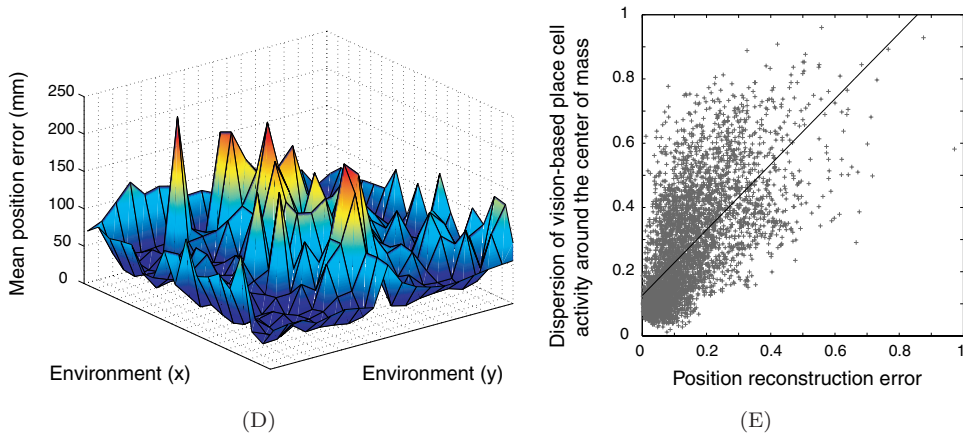 Mean position error (mm)
250
200
150
100
50
0
Environment (x)
Environment (y)
(D)
Dispersion of vision-based place cell
activity around the center of mass
1
0.8
0.6
0.4
0.2
0
0
0.2
0.4
0.6
0.8
1
Position reconstruction error
(E)